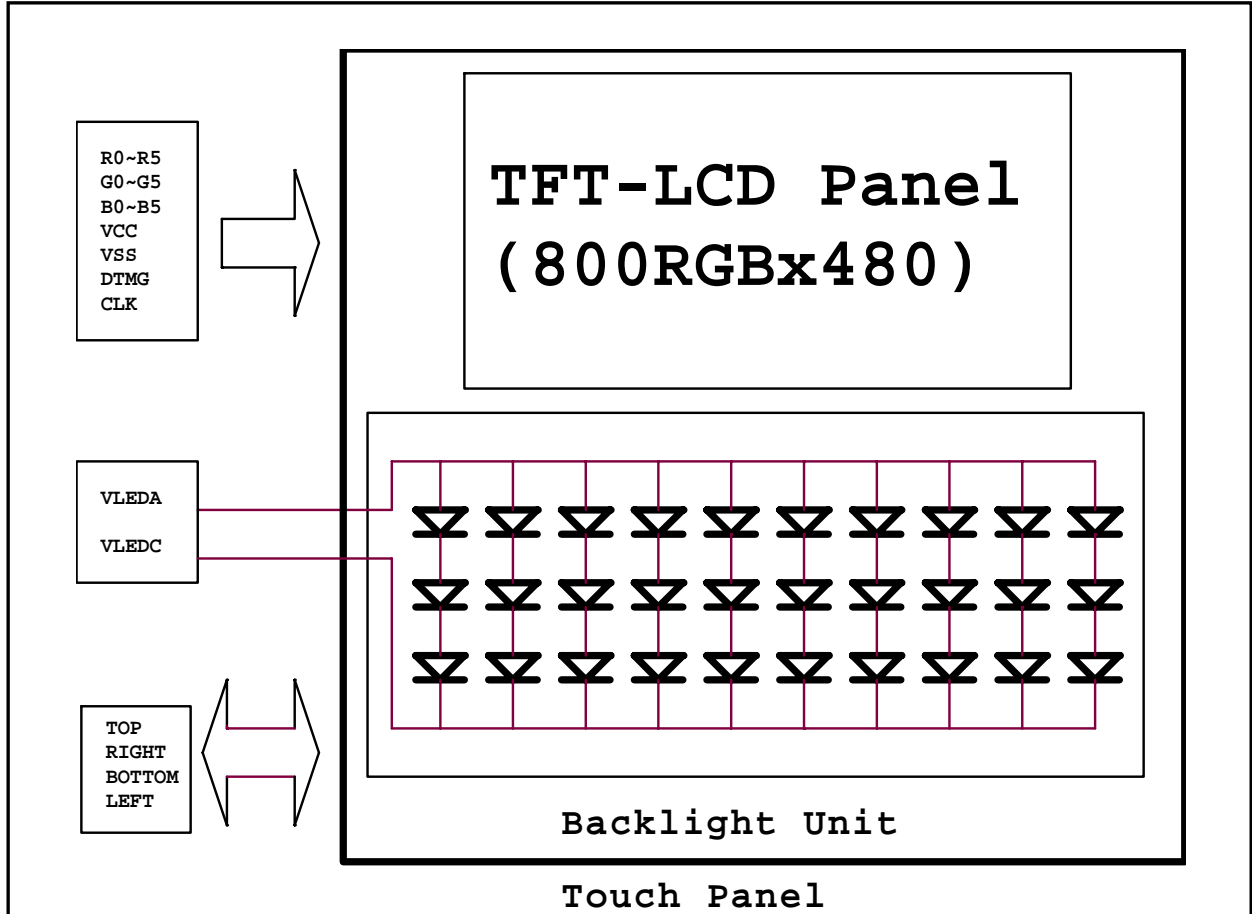 R0~R5
G0~G5
B0~B5
VCC
VSS
DTMG
CLK
TFT-LCD Panel
(800RGBx480)
VLEDA
VLEDC
TOP
RIGHT
BOTTOM
LEFT
Backlight Unit
Touch Panel